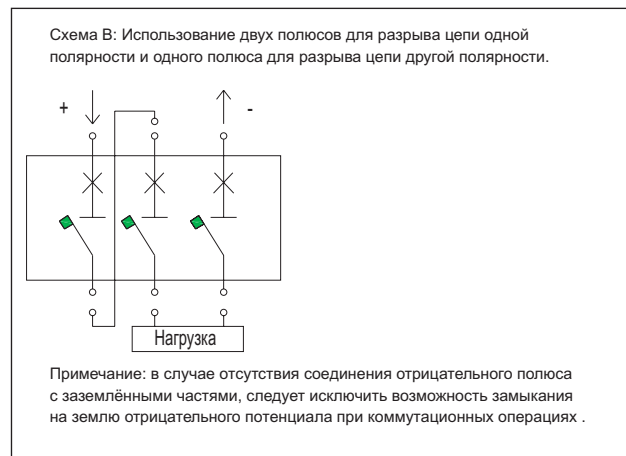 Схема B: Использование двух полюсов для разрыва цепи одной
полярности и одного полюса для разрыва цепи другой полярности.
+ -
Нагрузка
Примечание: в случае отсутствия соединения отрицательного полюса
с заземлёнными частями, следует исключить возможность замыкания
на землю отрицательного потенциала при коммутационных операциях .